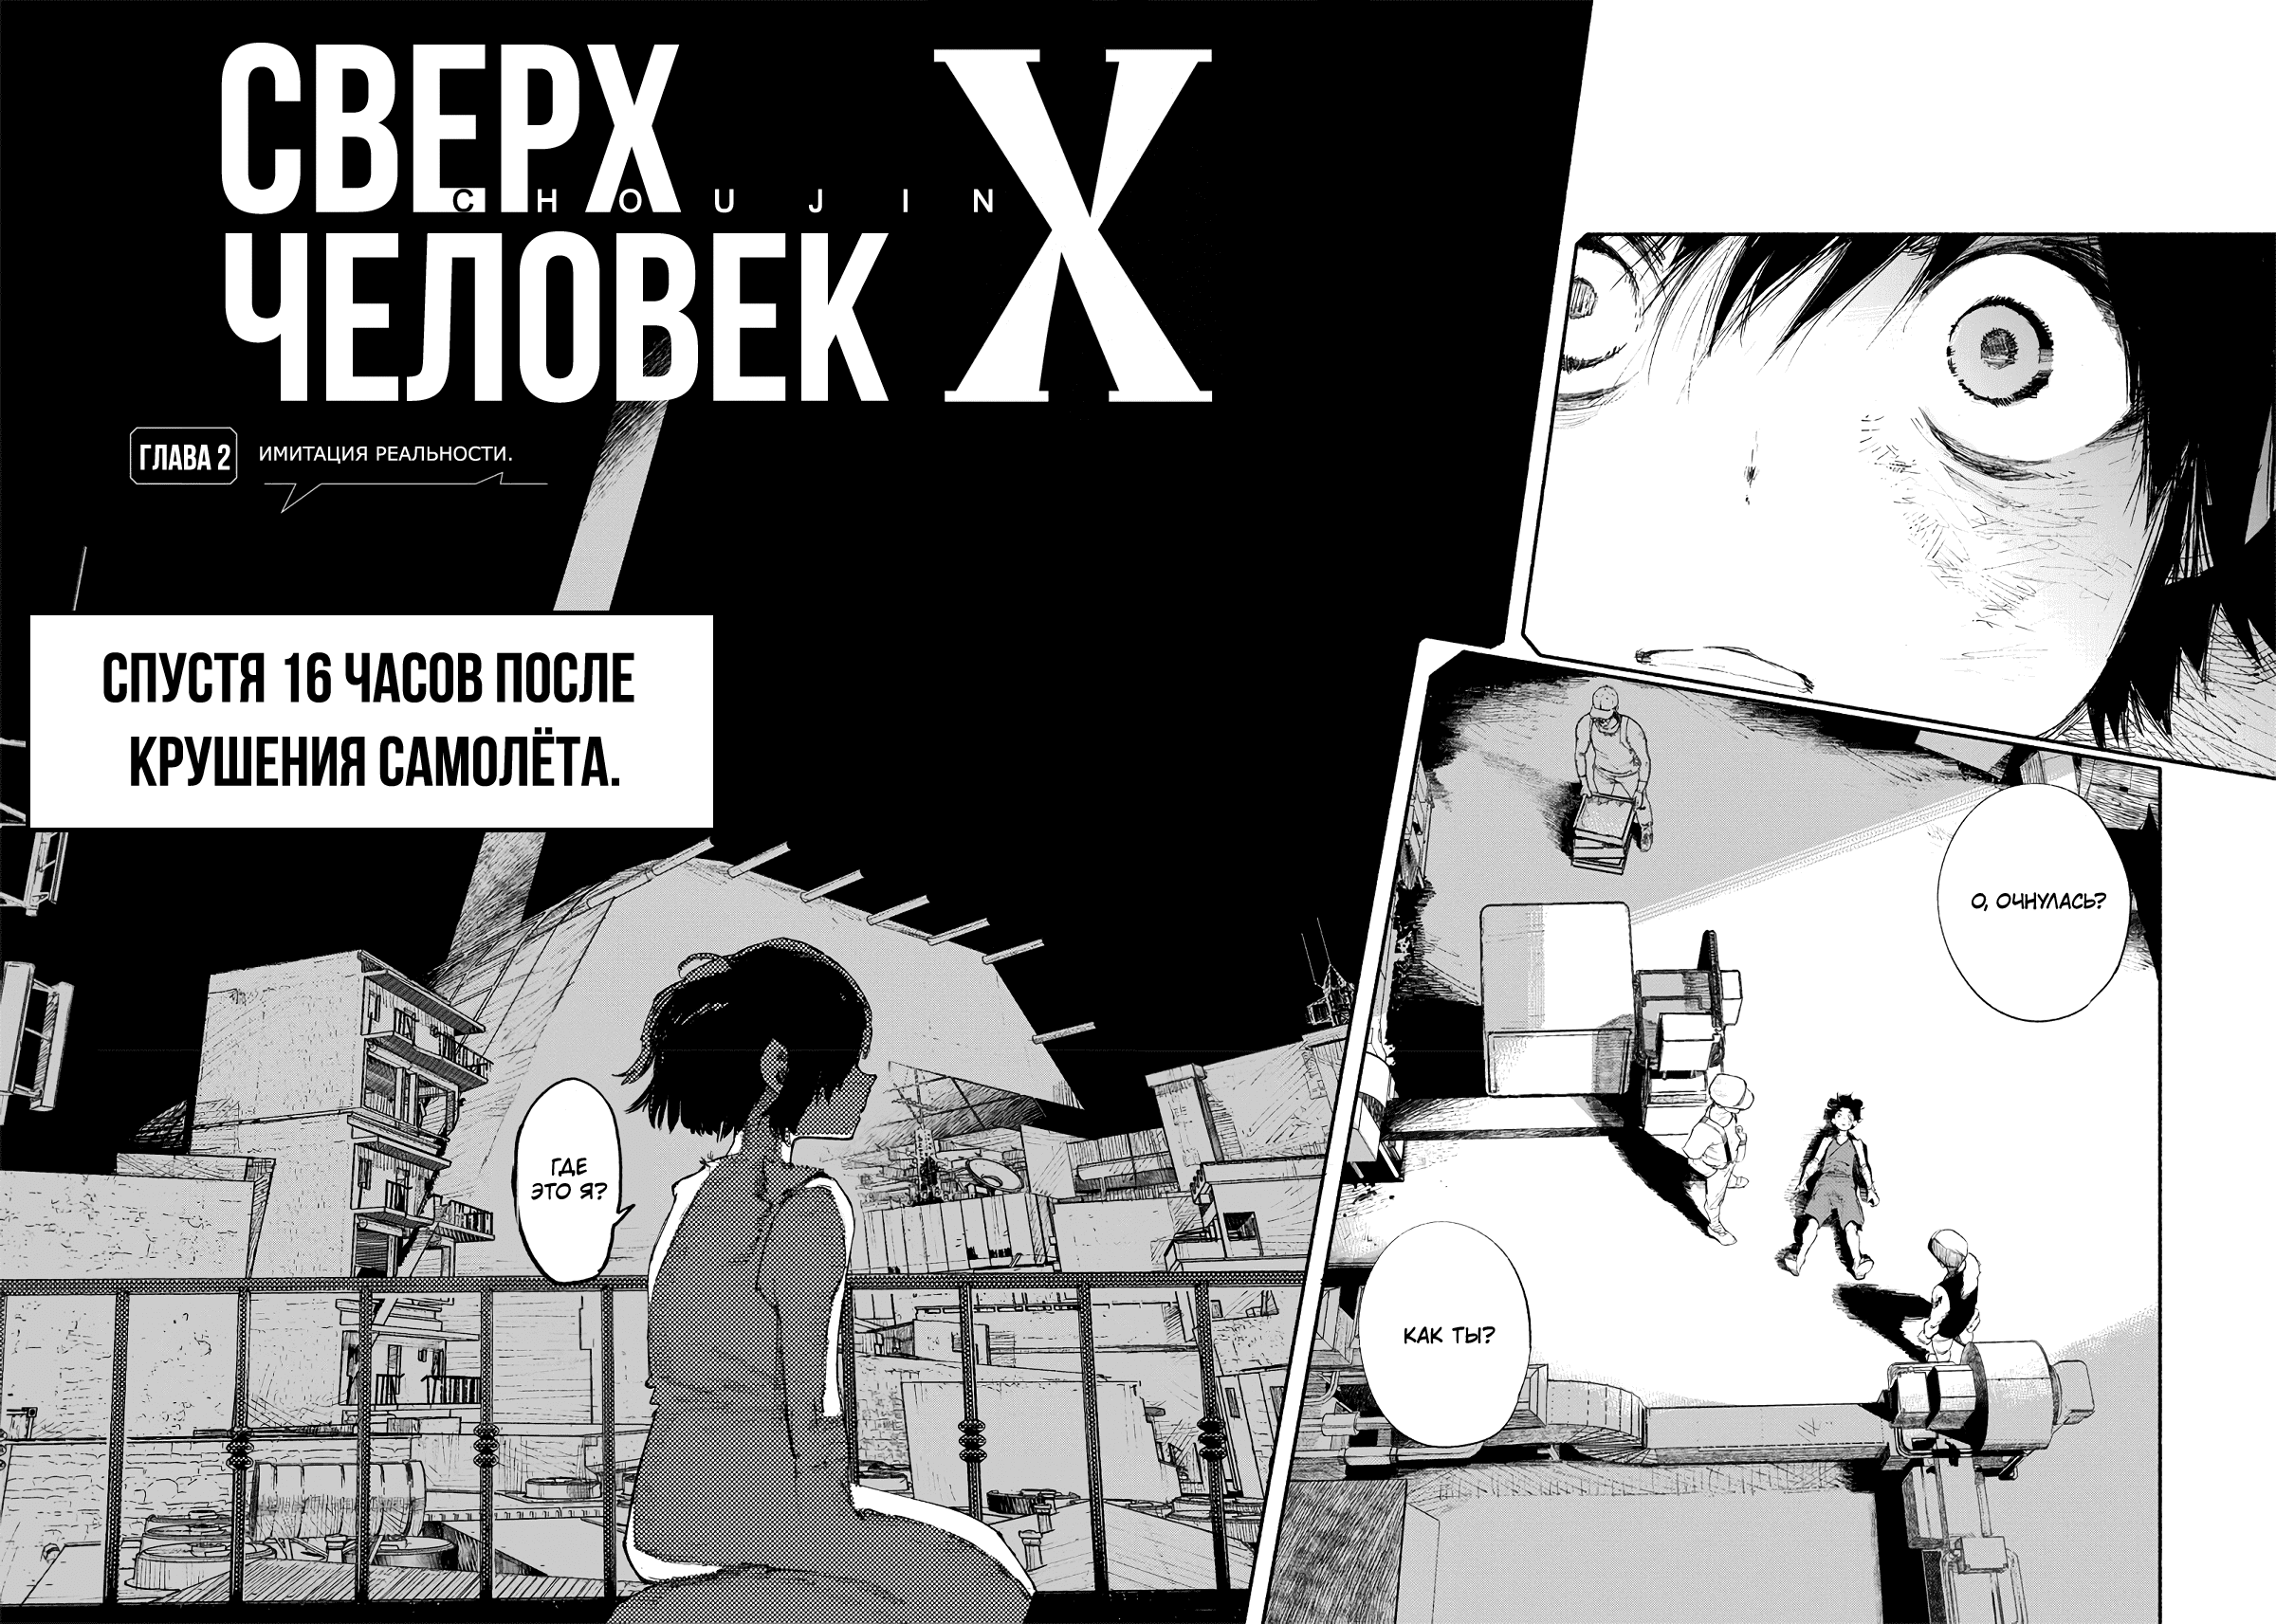 О, ОЧНУЛАСЬ?
КАК ТЫ?
СВЕРХ
CHOUJIN
ЧЕЛОВЕК
X
ГЛАВА 2
ИМИТАЦИЯ РЕАЛЬНОСТИ.
СПУСТЯ 16 ЧАСОВ ПОСЛЕ
КРУШЕНИЯ САМОЛЁТА.
ГДЕ
ЭТО Я?